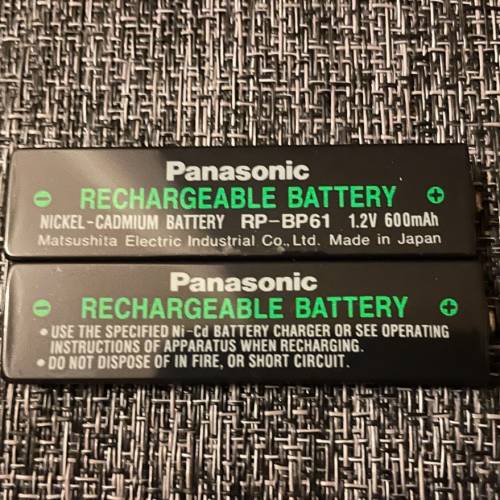 Panasonic
RECHARGEABLE BATTERY
NICKEL-CADMIUM BATTERY RP-BP61 1.2V 600mAh
Matsushita Electric Industrial Co., Ltd. Made in Japan
Panasonic
RECHARGEABLE BATTERY
• USE THE SPECIFIED Ni-Cd BATTERY CHARGER OR SEE OPERATING
INSTRUCTIONS OF APPARATUS WHEN RECHARGING.
• DO NOT DISPOSE OF IN FIRE, OR SHORT CIRCUIT.